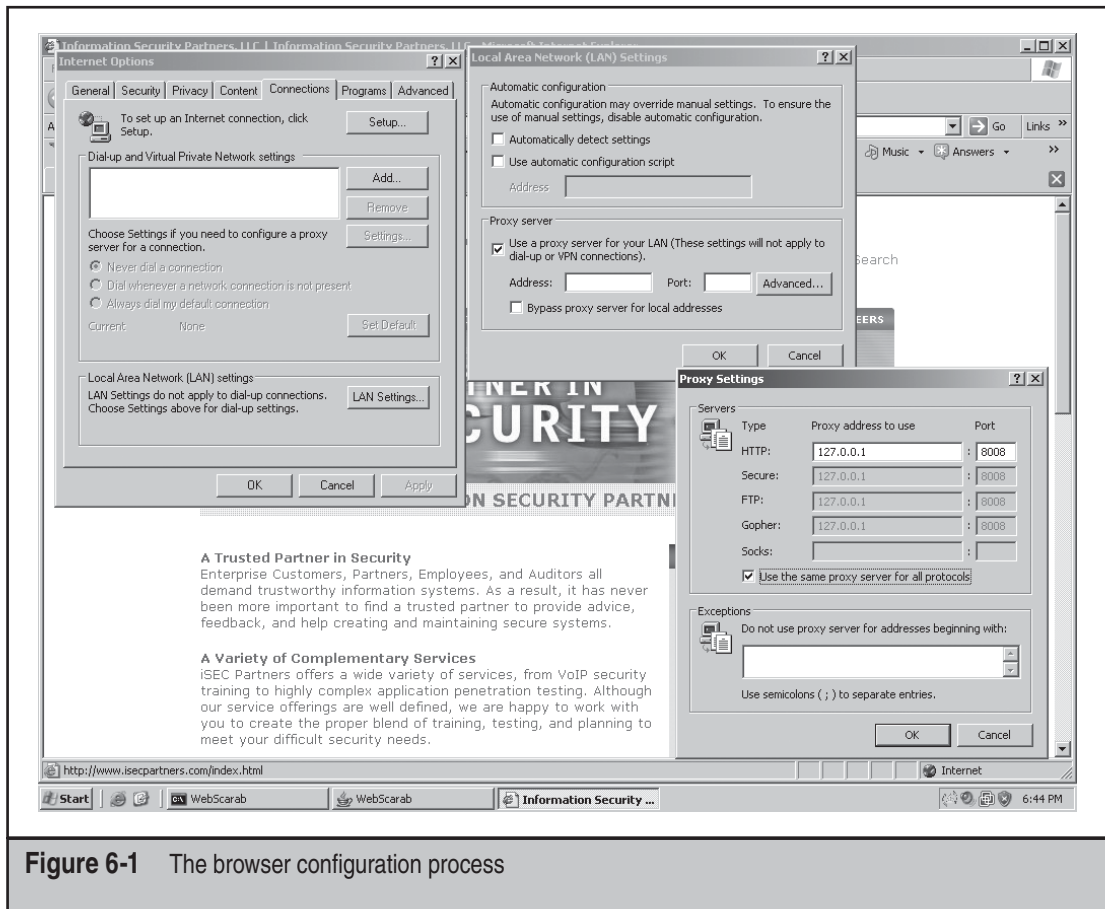 Information Security Partners, LLC | Information Security Partners, LLC - Microsoft Internet Explorer
Internet Options
General Security Privacy Content Connections Programs Advanced
To set up an Internet connection, click
Setup.
Setup...
Dial-up and Virtual Private Network settings
Add...
Remove
Choose Settings if you need to configure a proxy
server for a connection.
Settings...
Never dial a connection
Dial whenever a network connection is not present
Always dial my default connection
Current None
Set Default
Local Area Network (LAN) settings
LAN Settings do not apply to dial-up connections.
Choose Settings above for dial-up settings.
LAN Settings...
OK Cancel Apply
Local Area Network (LAN) Settings
Automatic configuration
Automatic configuration may override manual settings. To ensure the
use of manual settings, disable automatic configuration.
Automatically detect settings
Use automatic configuration script
Address
Proxy server
Use a proxy server for your LAN (These settings will not apply to
dial-up or VPN connections).
Address: Port: Advanced...
Bypass proxy server for local addresses
OK Cancel
Go Links »
Music Answers »
Search
EERS
TNER IN
CURITY
ON SECURITY PARTN
Proxy Settings
Servers
Type Proxy address to use Port
HTTP: 127.0.0.1 : 8008
Secure: 127.0.0.1 : 8008
FTP: 127.0.0.1 : 8008
Gopher: 127.0.0.1 : 8008
Socks: :
Use the same proxy server for all protocols
Exceptions
Do not use proxy server for addresses beginning with:
Use semicolons ( ; ) to separate entries.
OK Cancel
A Trusted Partner in Security
Enterprise Customers, Partners, Employees, and Auditors all
demand trustworthy information systems. As a result, it has never
been more important to find a trusted partner to provide advice,
feedback, and help creating and maintaining secure systems.
A Variety of Complementary Services
iSEC Partners offers a wide variety of services, from VoIP security
training to highly complex application penetration testing. Although
our service offerings are well defined, we are happy to work with
you to create the proper blend of training, testing, and planning to
meet your difficult security needs.
http://www.isecpartners.com/index.html
Internet
Start WebScarab WebScarab Information Security ... 6:44 PM
Figure 6-1 The browser configuration process